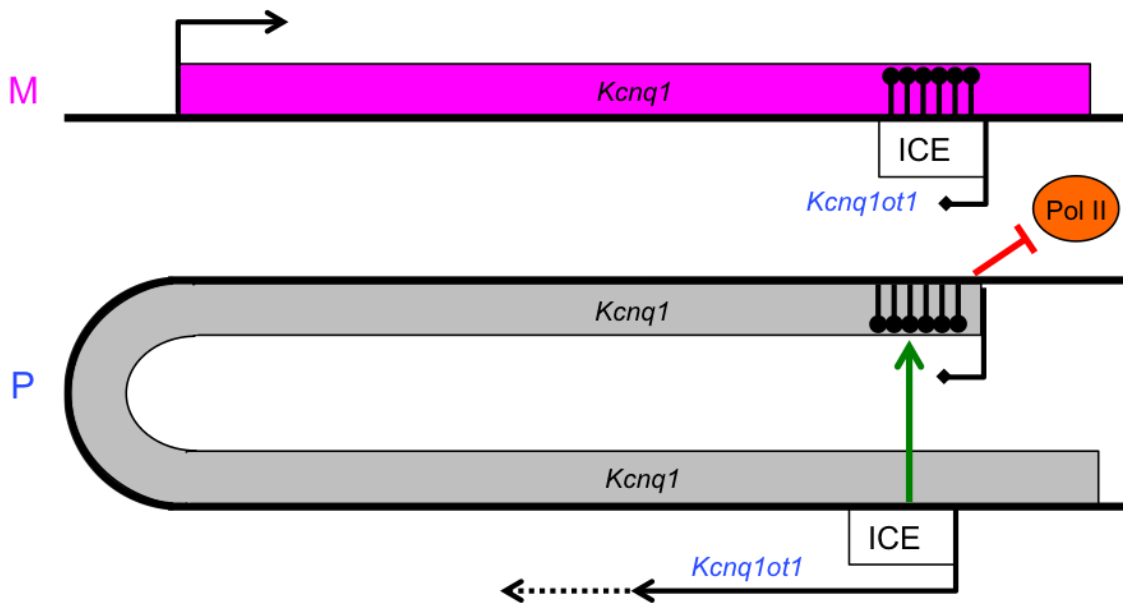 M
Kcnq1
ICE
Kcnq1ot1
Pol II
P
Kcnq1
Kcnq1
ICE
Kcnq1ot1